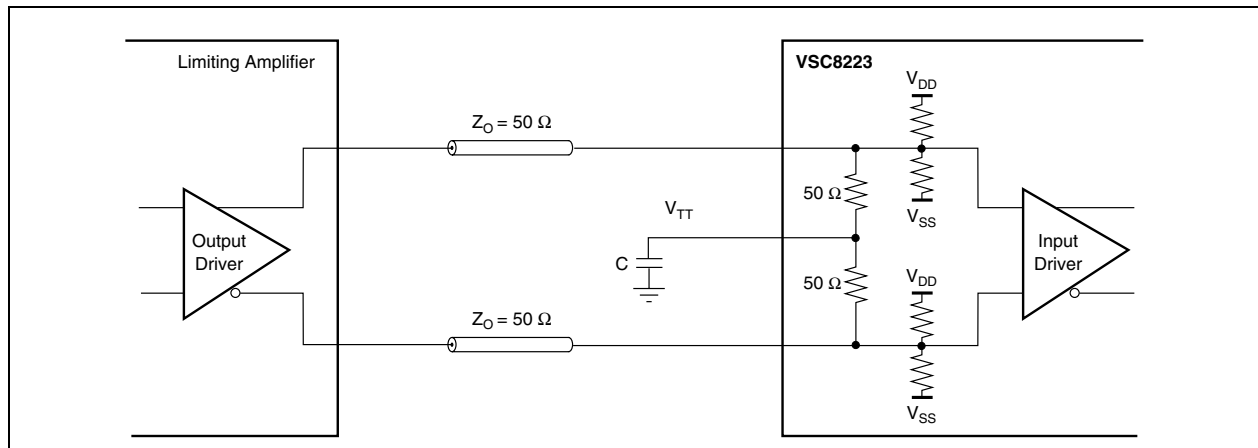 Limiting Amplifier
VSC8223
V_DD
Z_O = 50 Ω
50 Ω
V_SS
V_TT
Output
Driver
Input
Driver
C
50 Ω
V_DD
Z_O = 50 Ω
V_SS